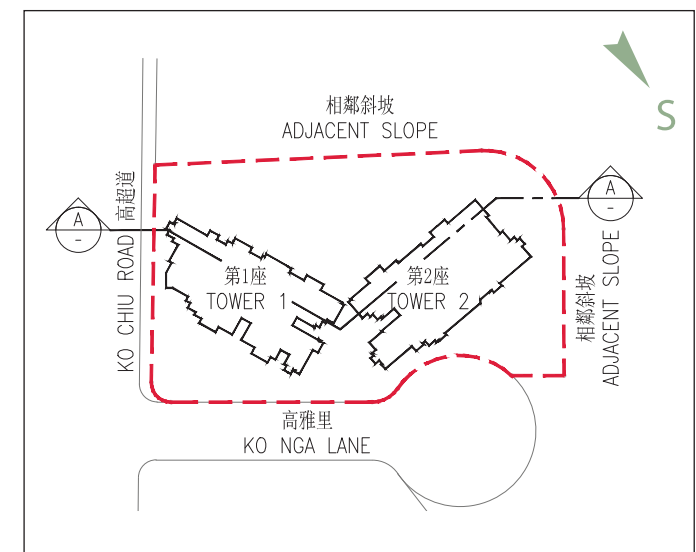 S
相鄰斜坡
ADJACENT SLOPE
A
-
A
-
KO CHIU ROAD 高超道
第1座
TOWER 1
第2座
TOWER 2
相鄰斜坡
ADJACENT SLOPE
高雅里
KO NGA LANE